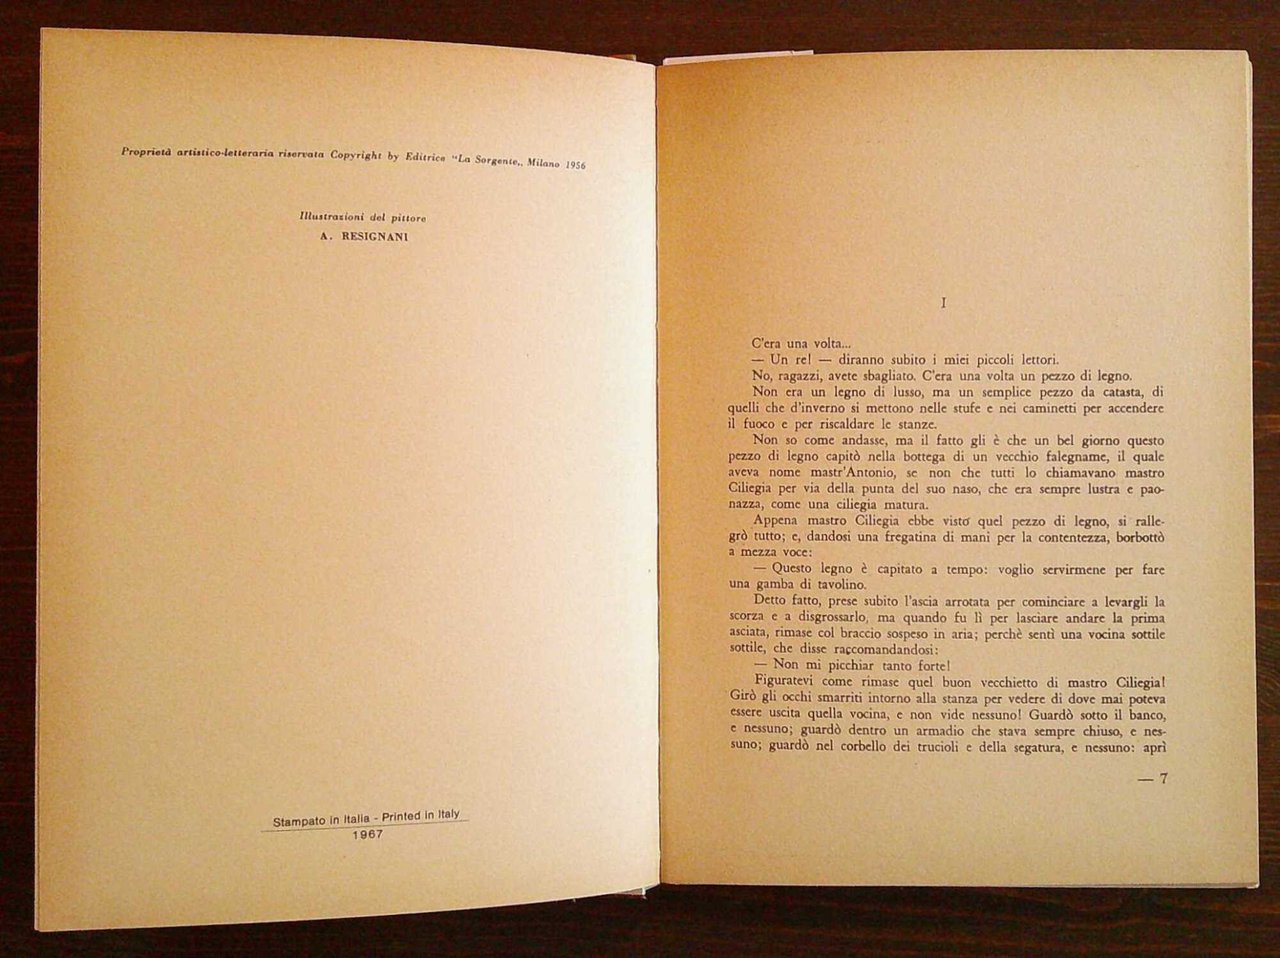 Proprietà artistico-letteraria riservata Copyright by Editrice "La Sorgente„ Milano 1956
Illustrazioni del pittore
A. RESIGNANI
Stampato in Italia - Printed in Italy
1967
I
C'era una volta...
— Un re! — diranno subito i miei piccoli lettori.
No, ragazzi, avete sbagliato. C'era una volta un pezzo di legno.
Non era un legno di lusso, ma un semplice pezzo da catasta, di
quelli che d'inverno si mettono nelle stufe e nei caminetti per accendere
il fuoco e per riscaldare le stanze.
Non so come andasse, ma il fatto gli è che un bel giorno questo
pezzo di legno capitò nella bottega di un vecchio falegname, il quale
aveva nome mastr'Antonio, se non che tutti lo chiamavano mastro
Ciliegia per via della punta del suo naso, che era sempre lustra e pao-
nazza, come una ciliegia matura.
Appena mastro Ciliegia ebbe visto quel pezzo di legno, si ralle-
grò tutto; e, dandosi una fregatina di mani per la contentezza, borbottò
a mezza voce:
— Questo legno è capitato a tempo: voglio servirmene per fare
una gamba di tavolino.
Detto fatto, prese subito l'ascia arrotata per cominciare a levargli la
scorza e a disgrossarlo, ma quando fu lì per lasciare andare la prima
asciata, rimase col braccio sospeso in aria; perchè sentì una vocina sottile
sottile, che disse raccomandandosi:
— Non mi picchiar tanto forte!
Figuratevi come rimase quel buon vecchietto di mastro Ciliegia!
Girò gli occhi smarriti intorno alla stanza per vedere di dove mai poteva
essere uscita quella vocina, e non vide nessuno! Guardò sotto il banco,
e nessuno; guardò dentro un armadio che stava sempre chiuso, e nes-
suno; guardò nel corbello dei trucioli e della segatura, e nessuno: aprì
— 7